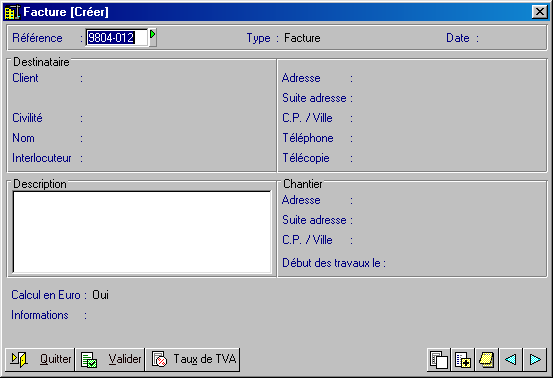 Facture [Créer]
Référence : 9804-012 Type : Facture Date :
Destinataire
Client : Adresse :
Suite adresse :
Civilité : C.P. / Ville :
Nom : Téléphone :
Interlocuteur : Télécopie :
Description Chantier
Adresse :
Suite adresse :
C.P. / Ville :
Début des travaux le :
Calcul en Euro : Oui
Informations :
Quitter Valider Taux de TVA